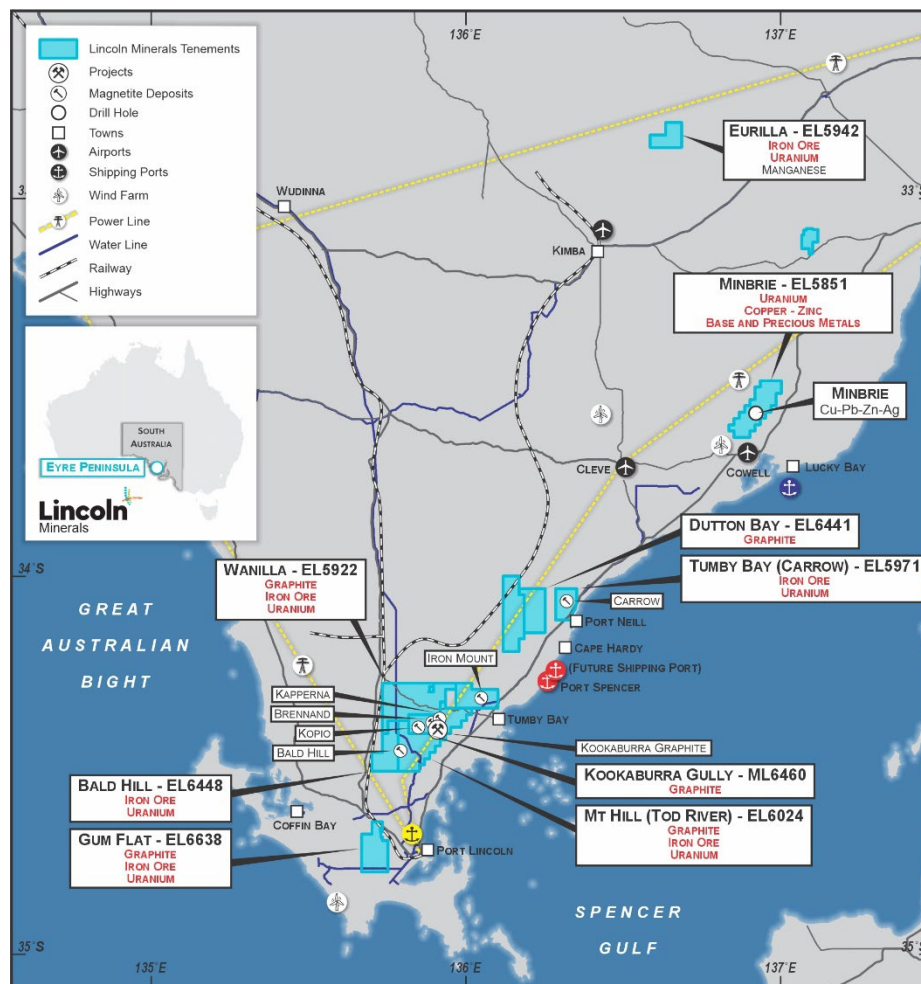 136°E
137°E
Lincoln Minerals Tenements
Projects
Magnetite Deposits
Drill Hole
Towns
Airports
Shipping Ports
Wind Farm
Power Line
Water Line
Railway
Highways
EURILLA - EL5942
IRON ORE
URANIUM
MANGANESE
WUDINNA
33°S
KIMBA
MINBRIE - EL5851
URANIUM
COPPER - ZINC
BASE AND PRECIOUS METALS
SOUTH
AUSTRALIA
EYRE PENINSULA
Lincoln
Minerals
MINBRIE
Cu-Pb-Zn-Ag
CLEVE
COWELL
LUCKY BAY
DUTTON BAY - EL6441
GRAPHITE
WANILLA - EL5922
GRAPHITE
IRON ORE
URANIUM
34°S
TUMBY BAY (CARROW) - EL5971
IRON ORE
URANIUM
CARROW
PORT NEILL
GREAT
AUSTRALIAN
BIGHT
IRON MOUNT
CAPE HARDY
(FUTURE SHIPPING PORT)
PORT SPENCER
KAPPERNA
BRENNAND
KOPIO
BALD HILL
TUMBY BAY
KOOKABURRA GRAPHITE
BALD HILL - EL6448
IRON ORE
URANIUM
KOOKABURRA GULLY - ML6460
GRAPHITE
COFFIN BAY
MT HILL (TOD RIVER) - EL6024
GRAPHITE
IRON ORE
URANIUM
GUM FLAT - EL6638
GRAPHITE
IRON ORE
URANIUM
PORT LINCOLN
SPENCER
GULF
35°S
135°E
136°E
137°E